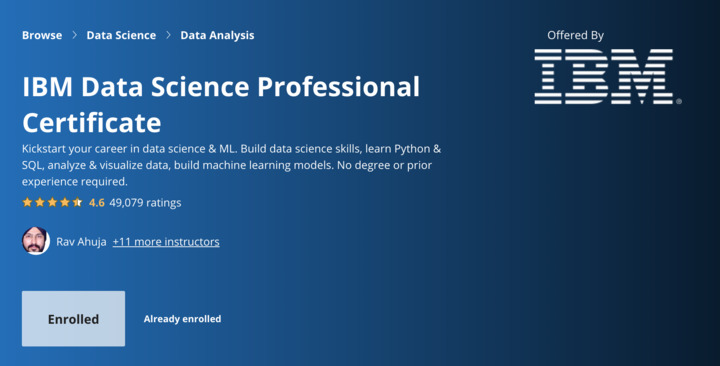 Browse > Data Science > Data Analysis
Offered By
IBM
IBM Data Science Professional
Certificate
Kickstart your career in data science & ML. Build data science skills, learn Python &
SQL, analyze & visualize data, build machine learning models. No degree or prior
experience required.
4.6 49,079 ratings
Rav Ahuja +11 more instructors
Enrolled
Already enrolled